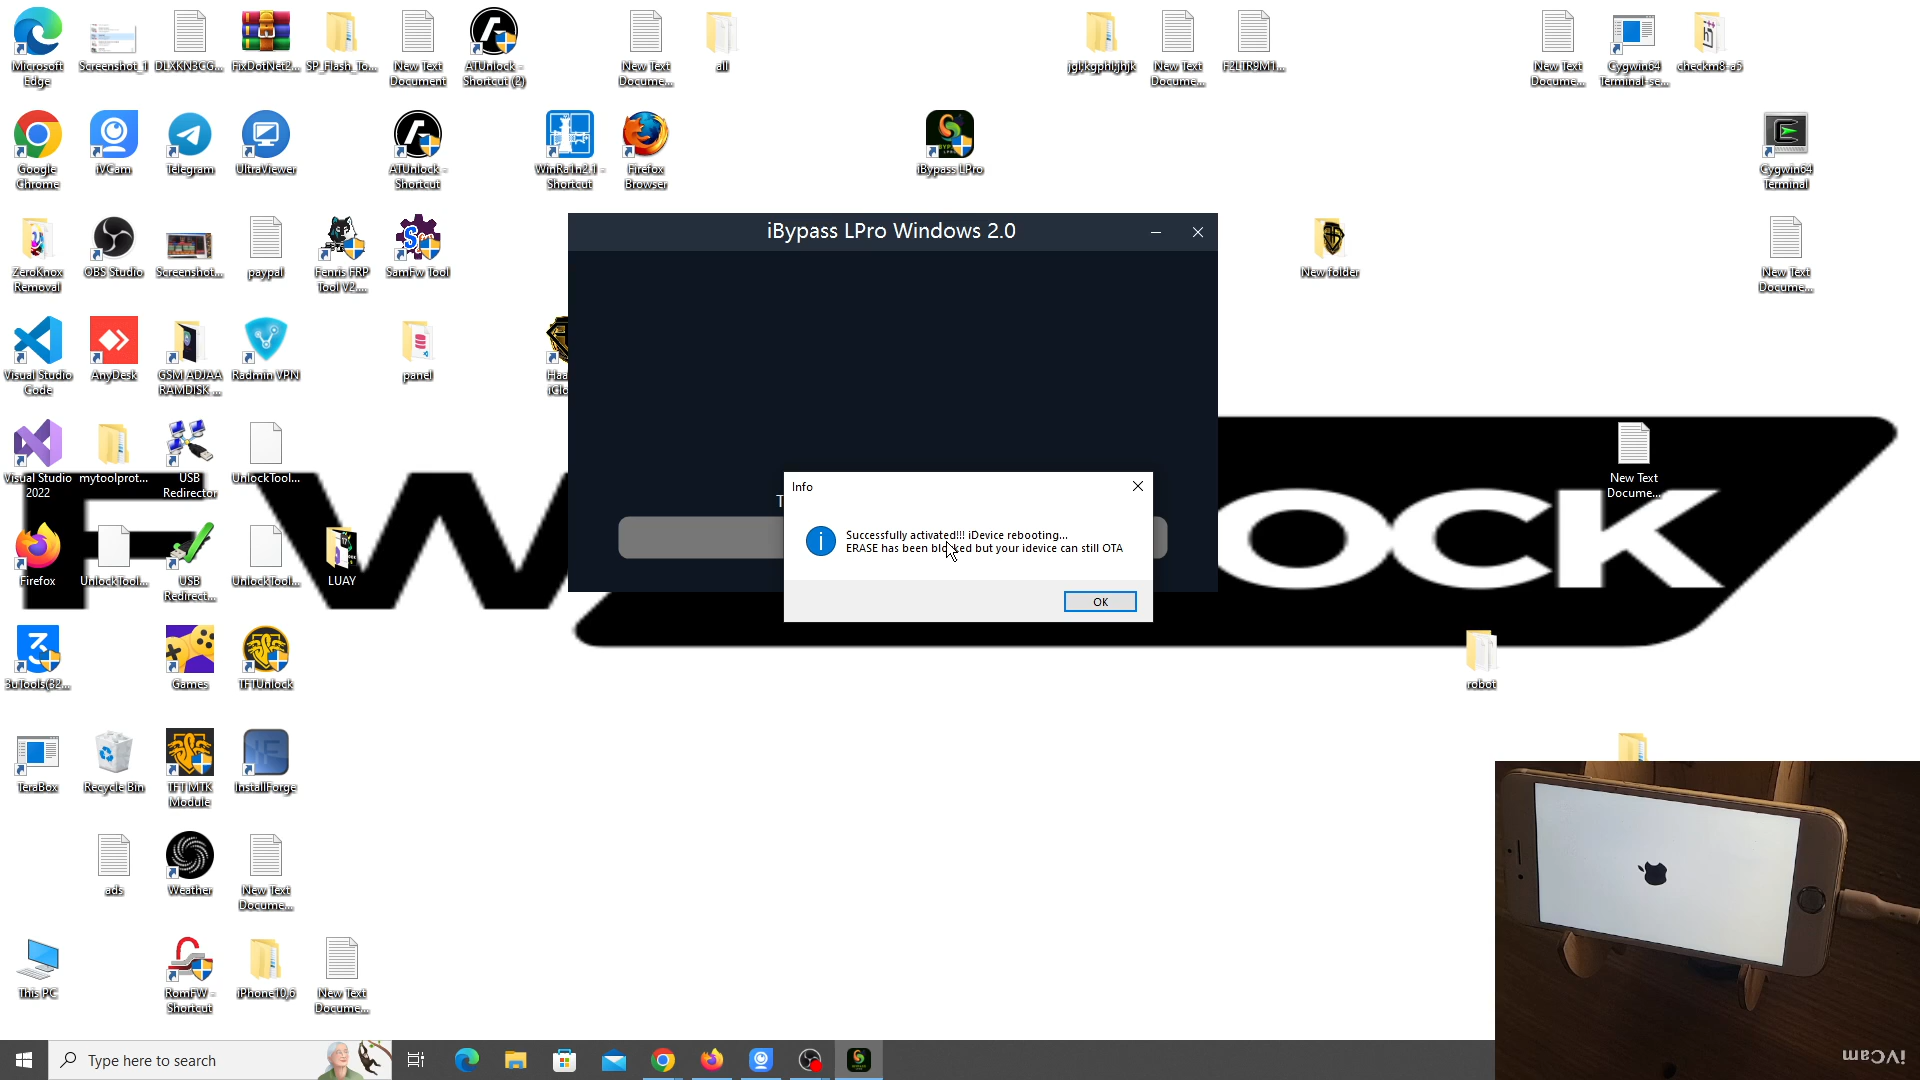 Microsoft
Edge
Screenshot_1
DLXKN3CG...
FixDotNet2...
SP_Flash_To...
New Text
Document
ATUnlock -
Shortcut (2)
New Text
Docume...
all
jgljkgphljhjk
New Text
Docume...
F2LTR9M1...
New Text
Docume...
Cygwin64
Terminal-se...
checkm8-a5
Google
Chrome
iVCam
Telegram
UltraViewer
ATUnlock -
Shortcut
WinRa1n2.1 -
Shortcut
Firefox
Browser
iBypass LPro
Cygwin64
Terminal
ZeroKnox
Removal
OBS Studio
Screenshot...
paypal
Fenris FRP
Tool V2....
SamFw Tool
iBypass LPro Windows 2.0
New folder
New Text
Docume...
Visual Studio
Code
AnyDesk
GSM ADJAA
RAMDISK ...
Radmin VPN
panel
Haa
iClo
Visual Studio
2022
mytoolprot...
USB
Redirector
UnlockTool...
New Text
Docume...
T
Info
Successfully activated!!! iDevice rebooting...
ERASE has been blocked but your idevice can still OTA
OK
FW
OCK
Firefox
UnlockTool...
USB
Redirect...
UnlockTool...
LUAY
3uTools(32...
Games
TFTUnlock
robot
TeraBox
Recycle Bin
TFT MTK
Module
InstallForge
ads
Weather
New Text
Docume...
This PC
RomFW -
Shortcut
iPhone10,6
New Text
Docume...
Type here to search
iVCam